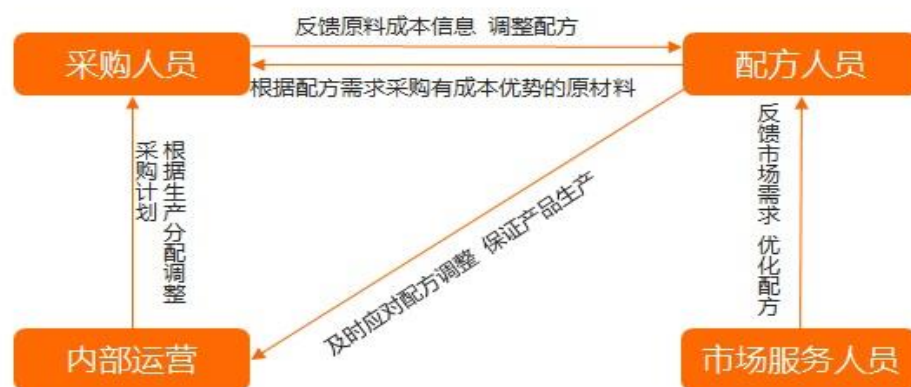 反馈原料成本信息 调整配方
采购人员
配方人员
根据配方需求采购有成本优势的原材料
根据生产分配调整
采购计划
及时应对配方调整 保证产品生产
反馈市场需求 优化配方
内部运营
市场服务人员